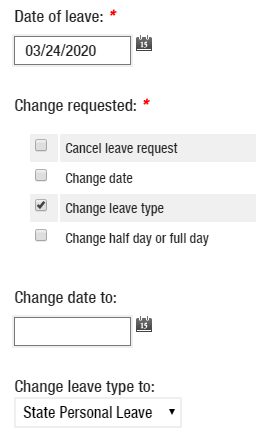 Date of leave: *
03/24/2020
15
Change requested: *
Cancel leave request
Change date
Change leave type
Change half day or full day
Change date to:
15
Change leave type to:
State Personal Leave